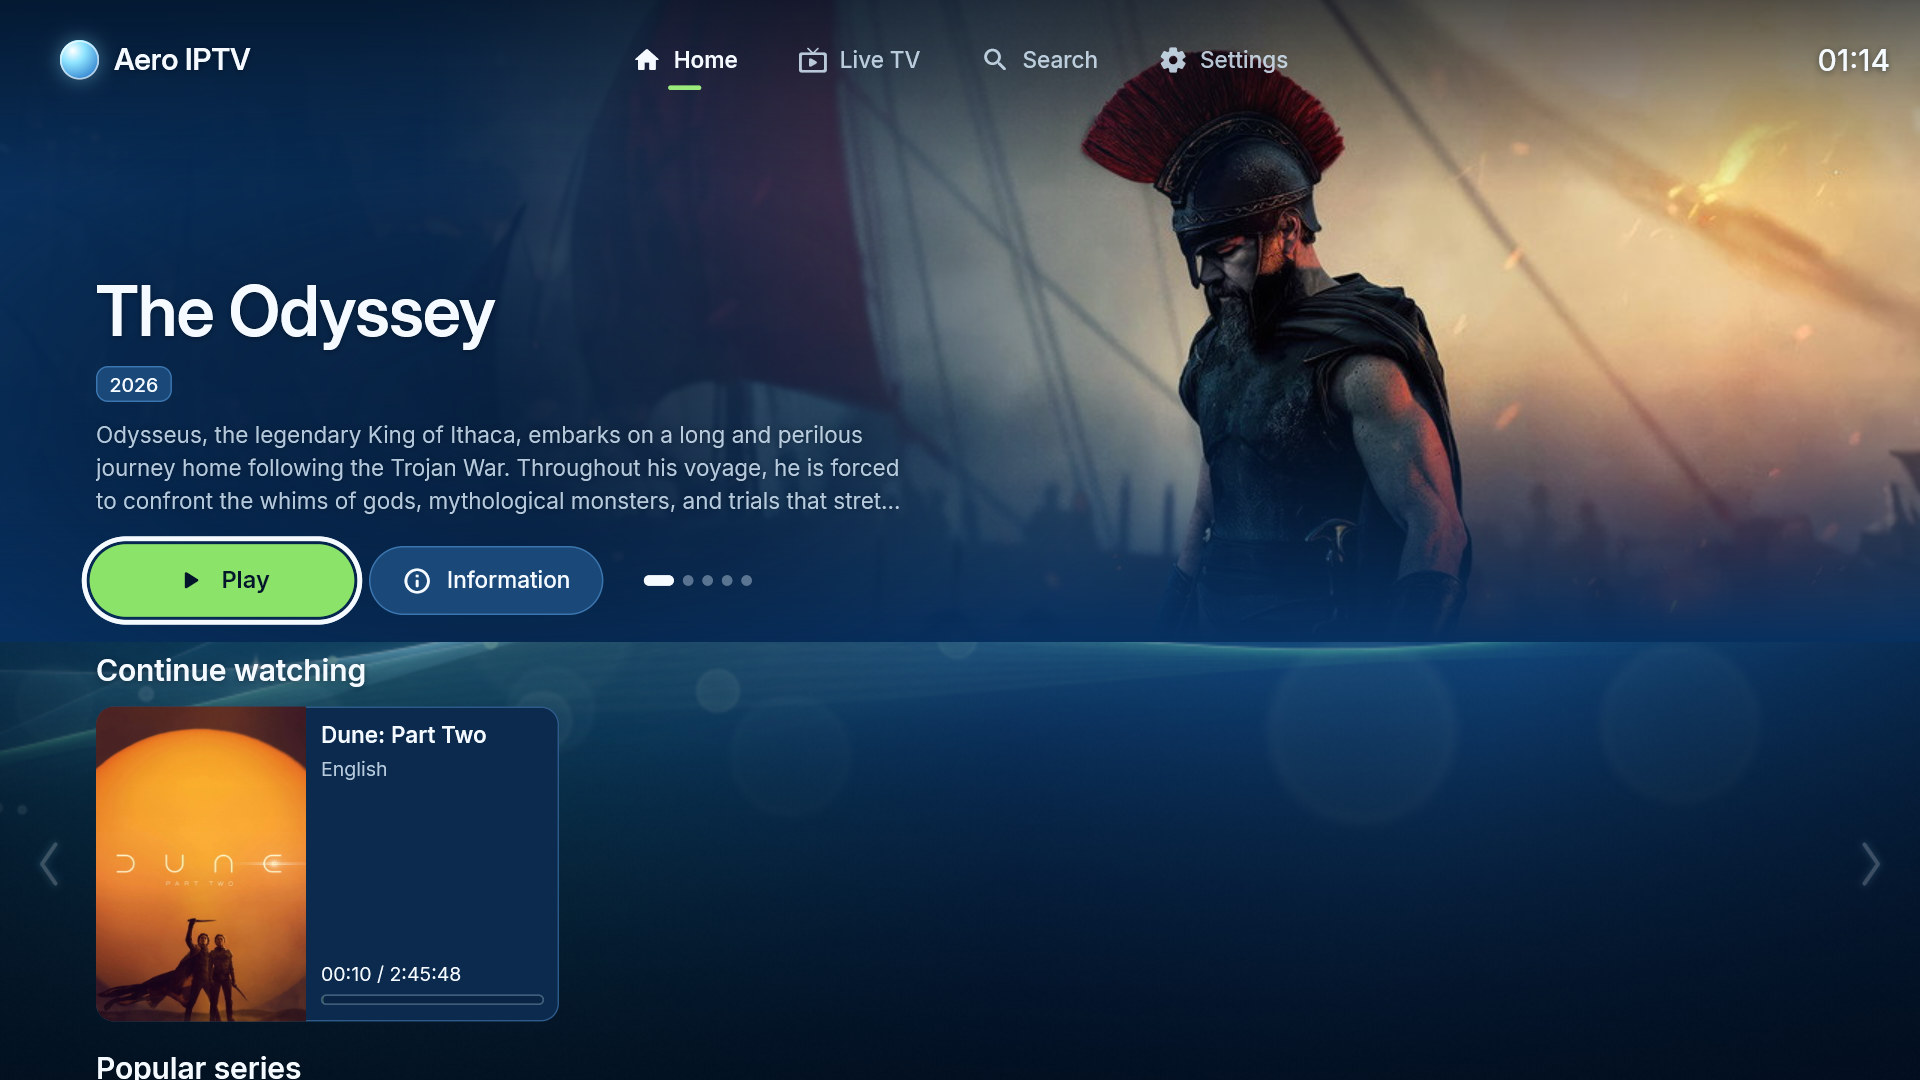 Aero IPTV
Home
Live TV
Search
Settings
01:14
The Odyssey
2026
Odysseus, the legendary King of Ithaca, embarks on a long and perilous
journey home following the Trojan War. Throughout his voyage, he is forced
to confront the whims of gods, mythological monsters, and trials that stret...
Play
Information
Continue watching
DUNE
PART TWO
Dune: Part Two
English
00:10 / 2:45:48
Popular series